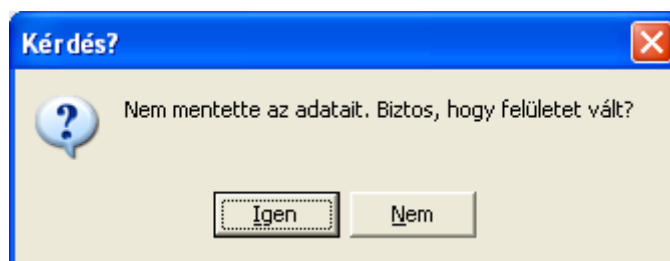 Kérdés?
Nem mentette az adatait. Biztos, hogy felületet vált?
Igen Nem